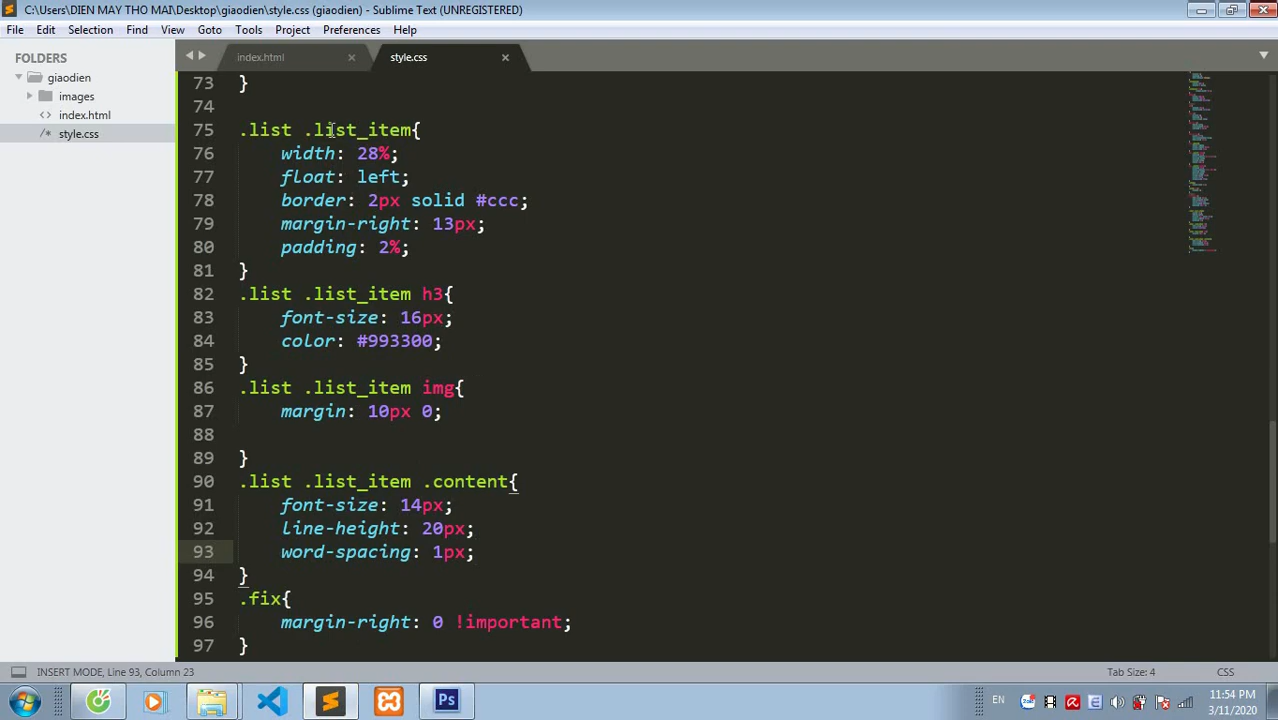 C:\Users\DIEN MAY THO MAI\Desktop\giaodien\style.css (giaodien) - Sublime Text (UNREGISTERED)
File Edit Selection Find View Goto Tools Project Preferences Help
FOLDERS
giaodien
images
index.html
style.css
index.html
style.css
73 }
74
75 .list .list_item{
76 width: 28%;
77 float: left;
78 border: 2px solid #ccc;
79 margin-right: 13px;
80 padding: 2%;
81 }
82 .list .list_item h3{
83 font-size: 16px;
84 color: #993300;
85 }
86 .list .list_item img{
87 margin: 10px 0;
88
89 }
90 .list .list_item .content{
91 font-size: 14px;
92 line-height: 20px;
93 word-spacing: 1px;
94 }
95 .fix{
96 margin-right: 0 !important;
97 }
INSERT MODE, Line 93, Column 23
Tab Size: 4
CSS
Ps
EN
Zalo
11:54 PM
3/11/2020